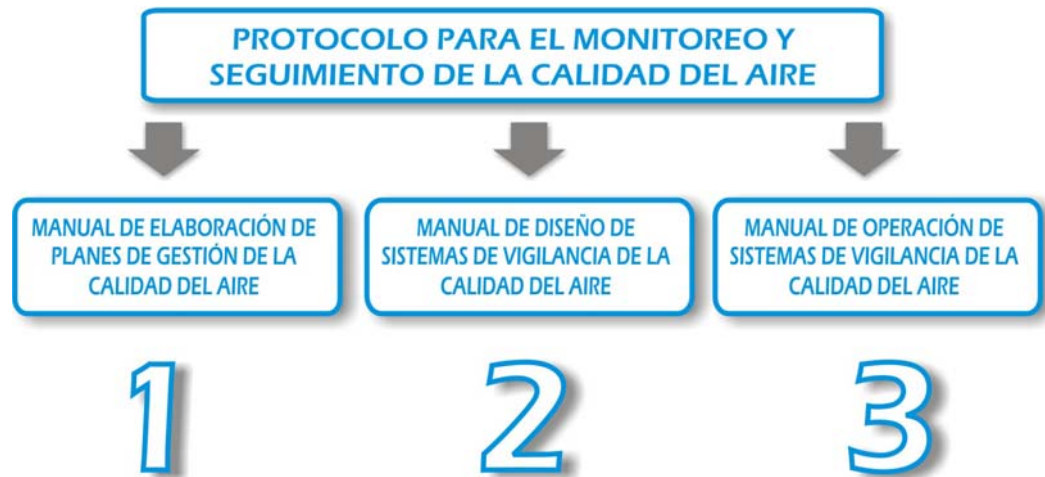 PROTOCOLO PARA EL MONITOREO Y
SEGUIMIENTO DE LA CALIDAD DEL AIRE
MANUAL DE ELABORACIÓN DE
PLANES DE GESTIÓN DE LA
CALIDAD DEL AIRE
MANUAL DE DISEÑO DE
SISTEMAS DE VIGILANCIA DE LA
CALIDAD DEL AIRE
MANUAL DE OPERACIÓN DE
SISTEMAS DE VIGILANCIA DE LA
CALIDAD DEL AIRE
1
2
3